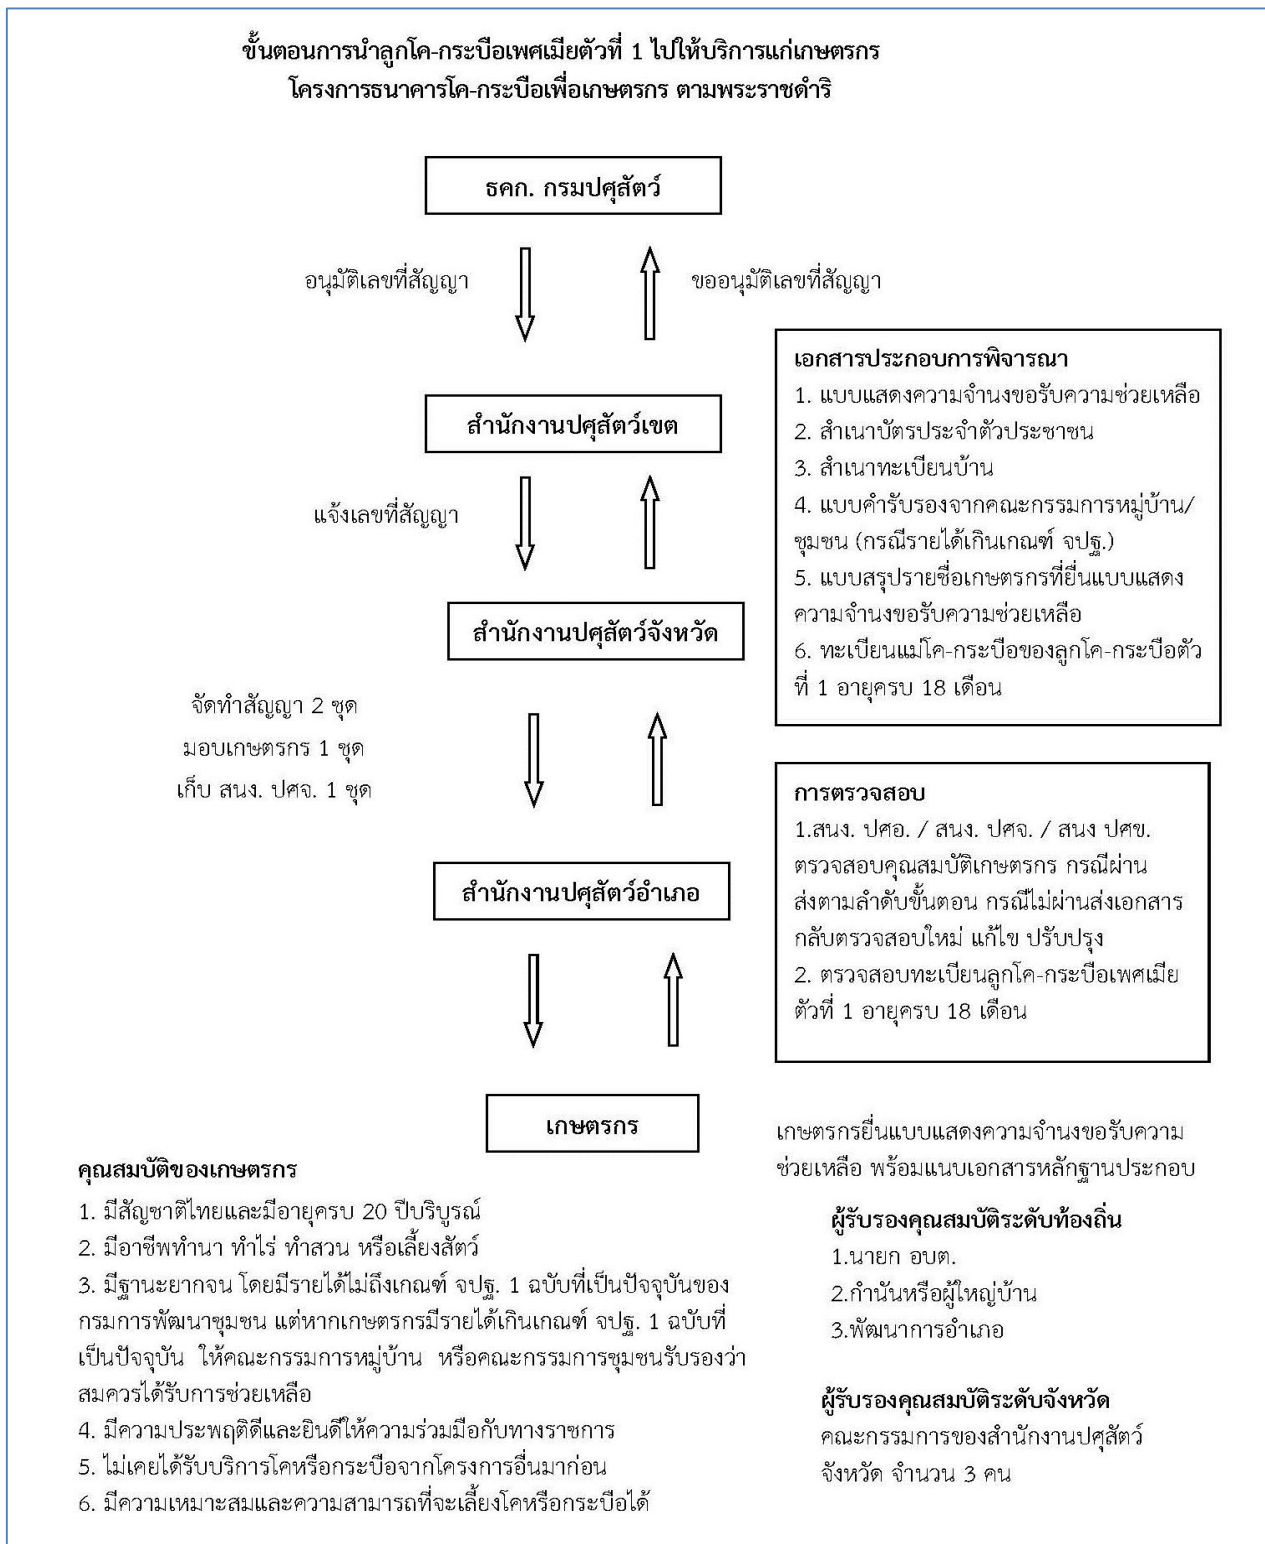 ขั้นตอนการนำลูกโค-กระบือเพศเมียตัวที่ 1 ไปให้บริการแก่เกษตรกร
โครงการธนาคารโค-กระบือเพื่อเกษตรกร ตามพระราชดำริ
ธคก. กรมปศุสัตว์
อนุมัติเลขที่สัญญา
ขออนุมัติเลขที่สัญญา
สำนักงานปศุสัตว์เขต
แจ้งเลขที่สัญญา
สำนักงานปศุสัตว์จังหวัด
เอกสารประกอบการพิจารณา
1. แบบแสดงความจำนงขอรับความช่วยเหลือ
2. สำเนาบัตรประจำตัวประชาชน
3. สำเนาทะเบียนบ้าน
4. แบบคำรับรองจากคณะกรรมการหมู่บ้าน/
ชุมชน (กรณีรายได้เกินเกณฑ์ จปฐ.)
5. แบบสรุปรายชื่อเกษตรกรที่ยื่นแบบแสดง
ความจำนงขอรับความช่วยเหลือ
6. ทะเบียนแม่โค-กระบือของลูกโค-กระบือตัว
ที่ 1 อายุครบ 18 เดือน
จัดทำสัญญา 2 ชุด
มอบเกษตรกร 1 ชุด
เก็บ สนง. ปศจ. 1 ชุด
สำนักงานปศุสัตว์อำเภอ
การตรวจสอบ
1.สนง. ปศอ. / สนง. ปศจ. / สนง ปศข.
ตรวจสอบคุณสมบัติเกษตรกร กรณีผ่าน
ส่งตามลำดับขั้นตอน กรณีไม่ผ่านส่งเอกสาร
กลับตรวจสอบใหม่ แก้ไข ปรับปรุง
2. ตรวจสอบทะเบียนลูกโค-กระบือเพศเมีย
ตัวที่ 1 อายุครบ 18 เดือน
เกษตรกร
คุณสมบัติของเกษตรกร
1. มีสัญชาติไทยและมีอายุครบ 20 ปีบริบูรณ์
2. มีอาชีพทำนา ทำไร่ ทำสวน หรือเลี้ยงสัตว์
3. มีฐานะยากจน โดยมีรายได้ไม่ถึงเกณฑ์ จปฐ. 1 ฉบับที่เป็นปัจจุบันของ
กรมการพัฒนาชุมชน แต่หากเกษตรกรมีรายได้เกินเกณฑ์ จปฐ. 1 ฉบับที่
เป็นปัจจุบัน ให้คณะกรรมการหมู่บ้าน หรือคณะกรรมการชุมชนรับรองว่า
สมควรได้รับการช่วยเหลือ
4. มีความประพฤติดีและยินดีให้ความร่วมมือกับทางราชการ
5. ไม่เคยได้รับบริการโคหรือกระบือจากโครงการอื่นมาก่อน
6. มีความเหมาะสมและความสามารถที่จะเลี้ยงโคหรือกระบือได้
เกษตรกรยื่นแบบแสดงความจำนงขอรับความ
ช่วยเหลือ พร้อมแนบเอกสารหลักฐานประกอบ
ผู้รับรองคุณสมบัติระดับท้องถิ่น
1.นายก อบต.
2.กำนันหรือผู้ใหญ่บ้าน
3.พัฒนาการอำเภอ
ผู้รับรองคุณสมบัติระดับจังหวัด
คณะกรรมการของสำนักงานปศุสัตว์
จังหวัด จำนวน 3 คน